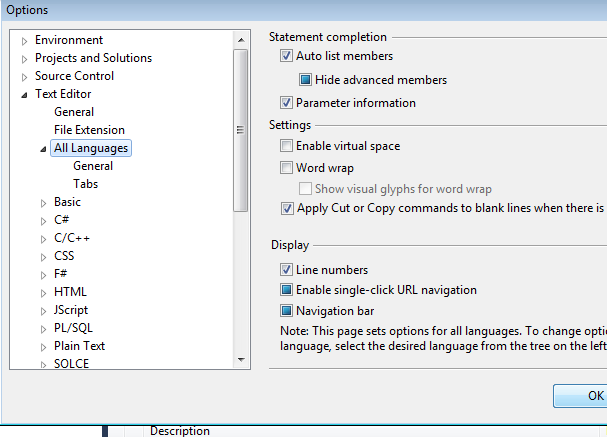 Options
Environment
Projects and Solutions
Source Control
Text Editor
General
File Extension
All Languages
General
Tabs
Basic
C#
C/C++
CSS
F#
HTML
JScript
PL/SQL
Plain Text
SOLCE
Statement completion
Auto list members
Hide advanced members
Parameter information
Settings
Enable virtual space
Word wrap
Show visual glyphs for word wrap
Apply Cut or Copy commands to blank lines when there is
Display
Line numbers
Enable single-click URL navigation
Navigation bar
Note: This page sets options for all languages. To change opti
language, select the desired language from the tree on the left
OK
Description